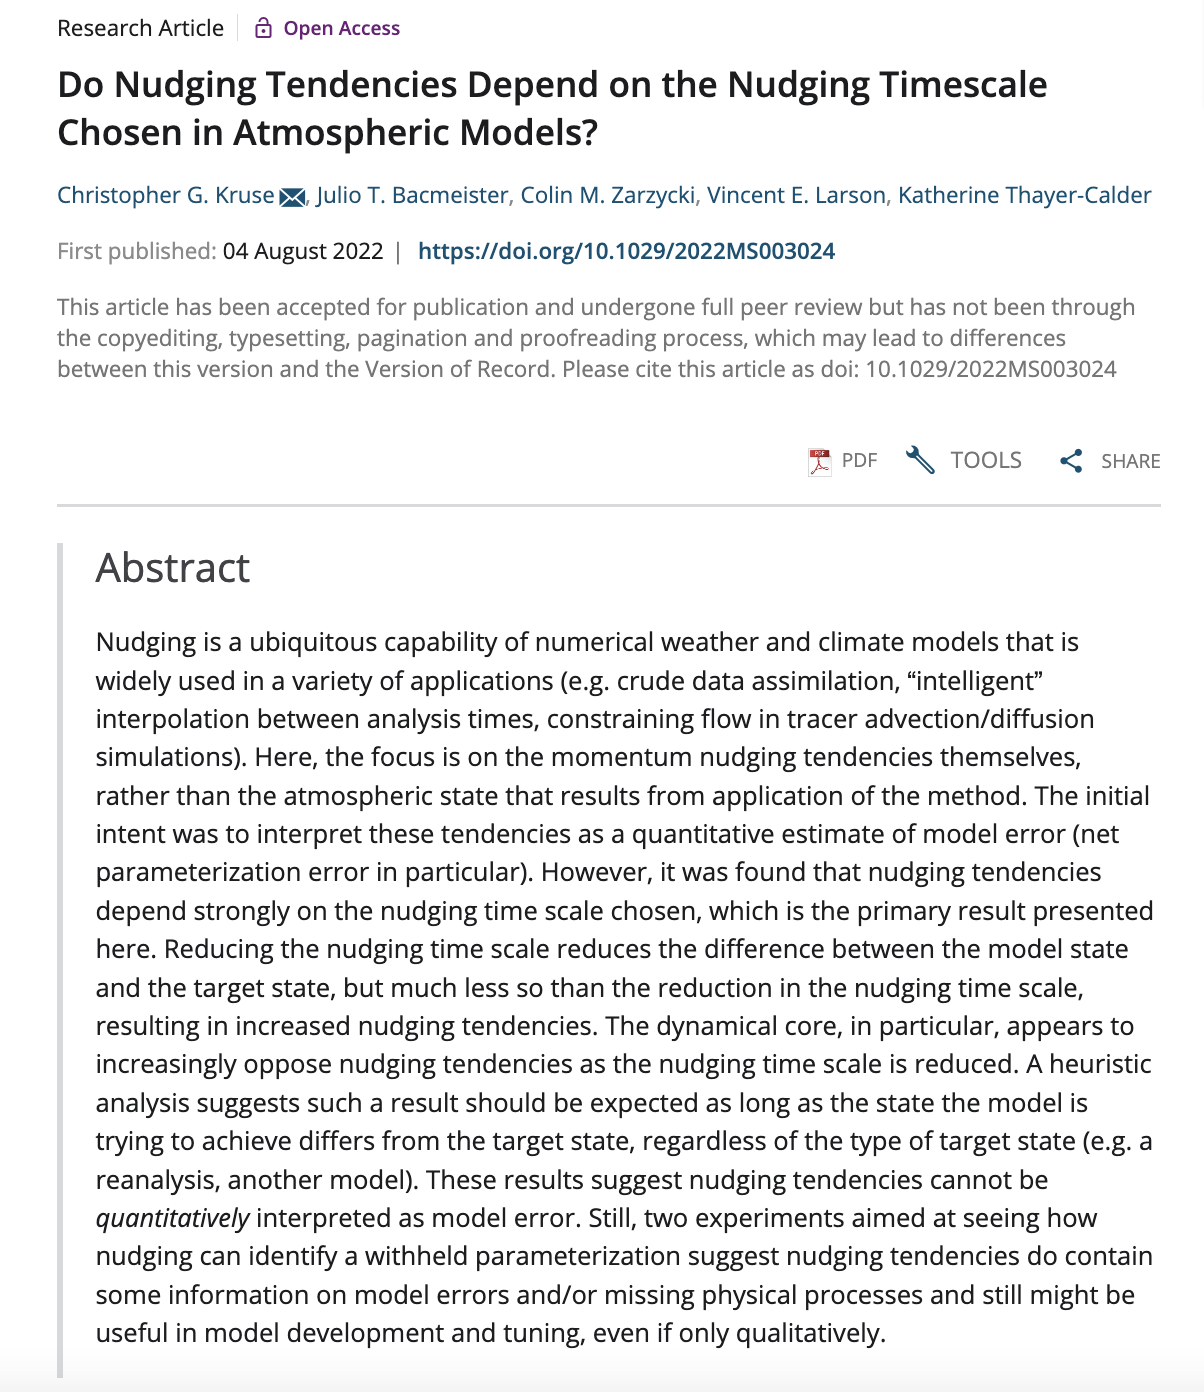 Research Article
Open Access
Do Nudging Tendencies Depend on the Nudging Timescale
Chosen in Atmospheric Models?
Christopher G. Kruse, Julio T. Bacmeister, Colin M. Zarzycki, Vincent E. Larson, Katherine Thayer-Calder
First published: 04 August 2022 | https://doi.org/10.1029/2022MS003024
This article has been accepted for publication and undergone full peer review but has not been through
the copyediting, typesetting, pagination and proofreading process, which may lead to differences
between this version and the Version of Record. Please cite this article as doi: 10.1029/2022MS003024
PDF PDF TOOLS SHARE
Abstract
Nudging is a ubiquitous capability of numerical weather and climate models that is
widely used in a variety of applications (e.g. crude data assimilation, “intelligent”
interpolation between analysis times, constraining flow in tracer advection/diffusion
simulations). Here, the focus is on the momentum nudging tendencies themselves,
rather than the atmospheric state that results from application of the method. The initial
intent was to interpret these tendencies as a quantitative estimate of model error (net
parameterization error in particular). However, it was found that nudging tendencies
depend strongly on the nudging time scale chosen, which is the primary result presented
here. Reducing the nudging time scale reduces the difference between the model state
and the target state, but much less so than the reduction in the nudging time scale,
resulting in increased nudging tendencies. The dynamical core, in particular, appears to
increasingly oppose nudging tendencies as the nudging time scale is reduced. A heuristic
analysis suggests such a result should be expected as long as the state the model is
trying to achieve differs from the target state, regardless of the type of target state (e.g. a
reanalysis, another model). These results suggest nudging tendencies cannot be
quantitatively interpreted as model error. Still, two experiments aimed at seeing how
nudging can identify a withheld parameterization suggest nudging tendencies do contain
some information on model errors and/or missing physical processes and still might be
useful in model development and tuning, even if only qualitatively.